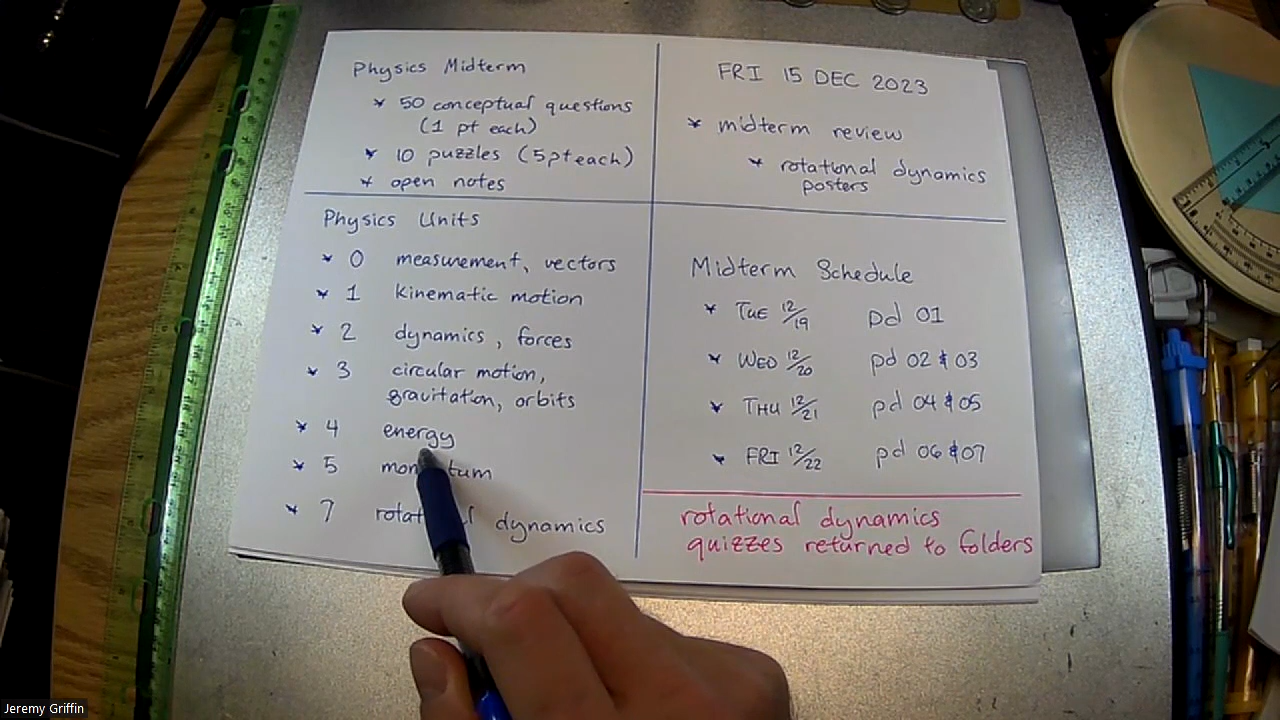 Physics Midterm
* 50 conceptual questions
(1 pt each)
* 10 puzzles (5pt each)
* open notes
FRI 15 DEC 2023
* midterm review
* rotational dynamics
posters
Physics Units
* 0 measurement, vectors
* 1 kinematic motion
* 2 dynamics, forces
* 3 circular motion,
gravitation, orbits
* 4 energy
* 5 mom tum
* 7 rotat l dynamics
Midterm Schedule
* TUE 12/19 pd 01
* WED 12/20 pd 02 & 03
* THU 12/21 pd 04 & 05
* FRI 12/22 pd 06 & 07
rotational dynamics
quizzes returned to folders
Jeremy Griffin